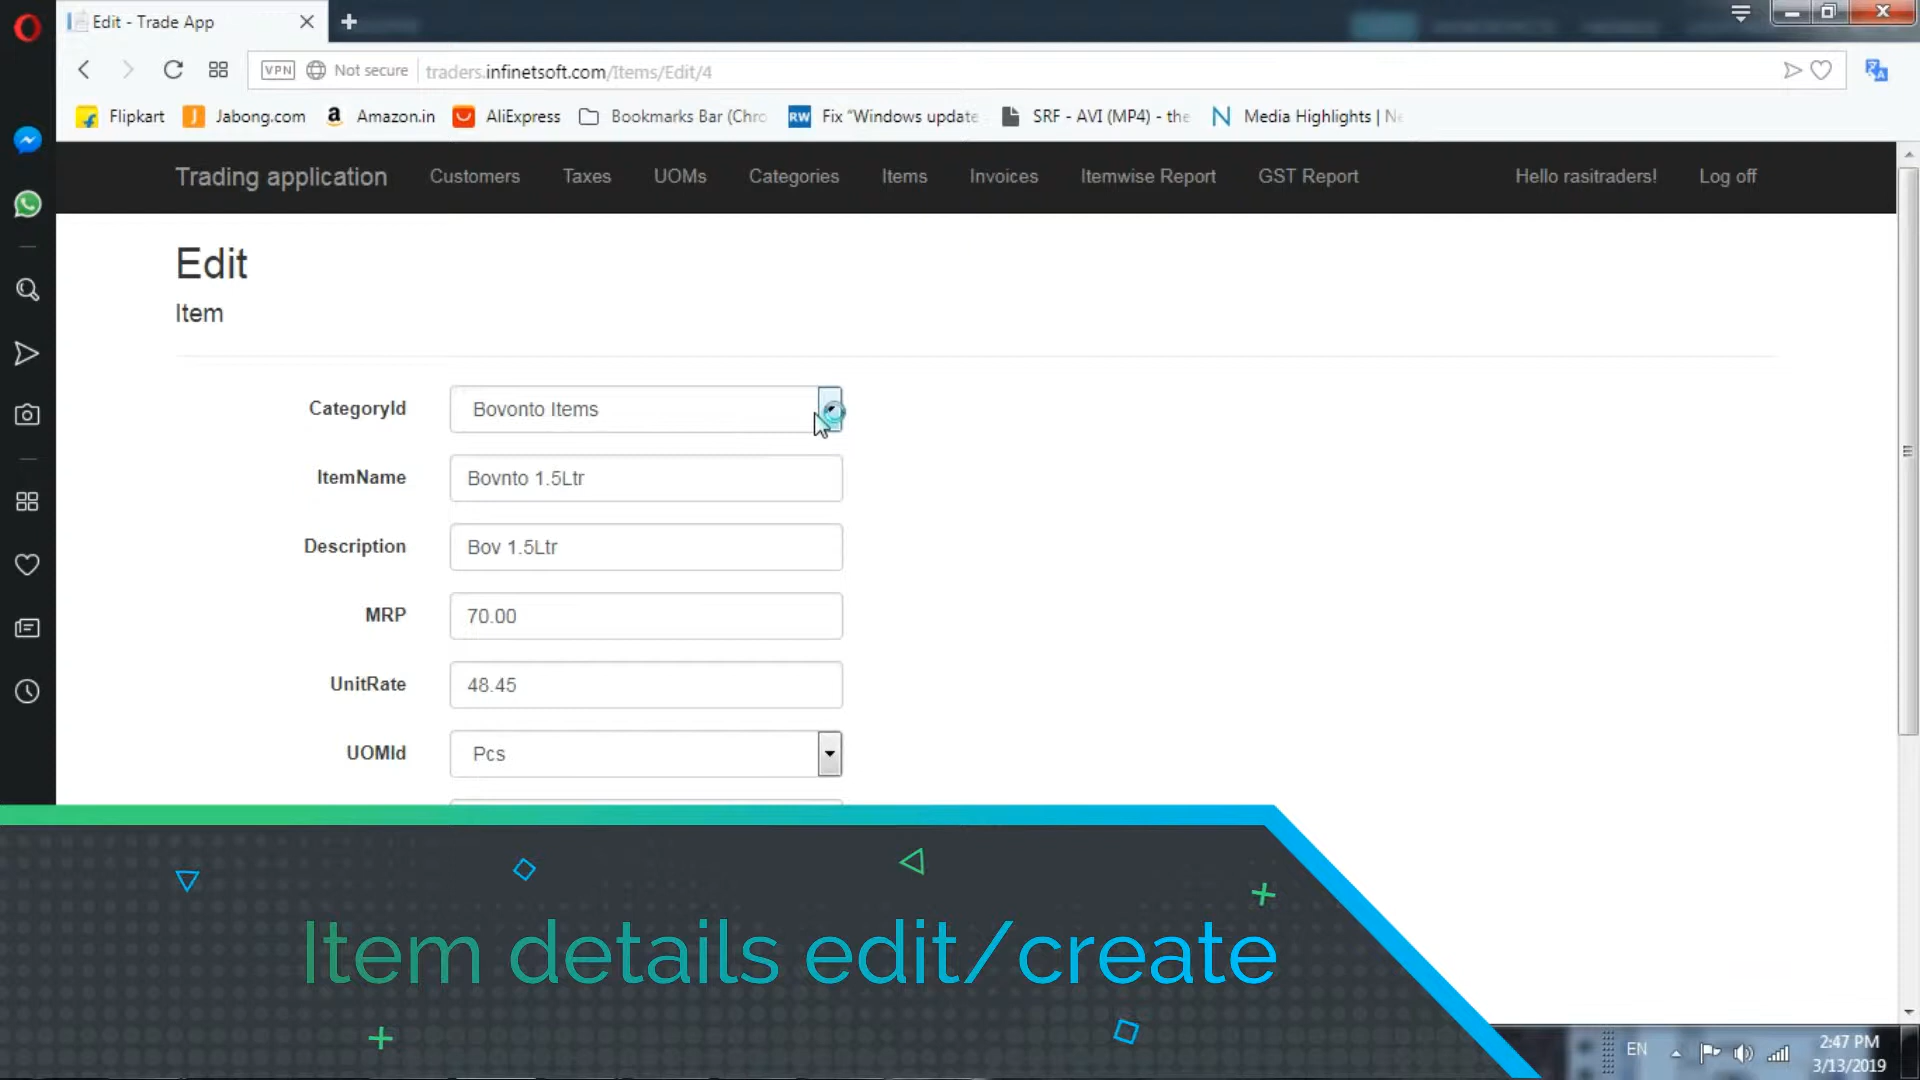 Edit - Trade App
VPN Not secure traders.infinetsoft.com/Items/Edit/4
Flipkart Jabong.com Amazon.in AliExpress Bookmarks Bar (Chro RW Fix "Windows update SRF - AVI (MP4) - the Media Highlights |
Trading application Customers Taxes UOMs Categories Items Invoices Itemwise Report GST Report Hello rasitraders! Log off
Edit
Item
CategoryId Bovonto Items
ItemName Bovnto 1.5Ltr
Description Bov 1.5Ltr
MRP 70.00
UnitRate 48.45
UOMId Pcs
Item details edit/create
EN 2:47 PM
3/13/2019